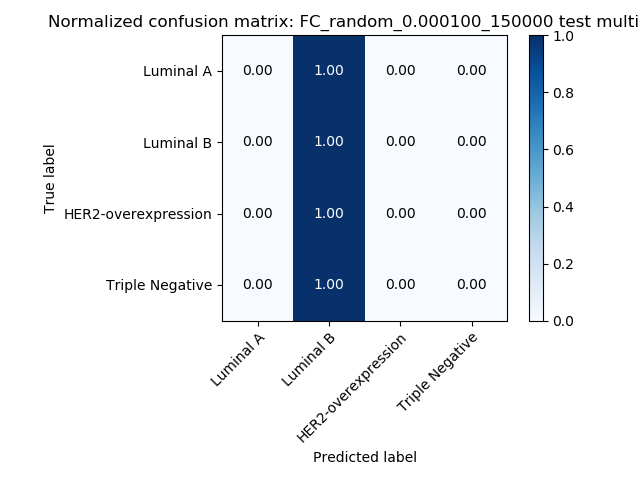 Normalized confusion matrix: FC_random_0.000100_150000 test multi
Luminal A 0.00 1.00 0.00 0.00
Luminal B 0.00 1.00 0.00 0.00
HER2-overexpression 0.00 1.00 0.00 0.00
Triple Negative 0.00 1.00 0.00 0.00
True label
Luminal A
Luminal B
HER2-overexpression
Triple Negative
Predicted label
1.0
0.8
0.6
0.4
0.2
0.0